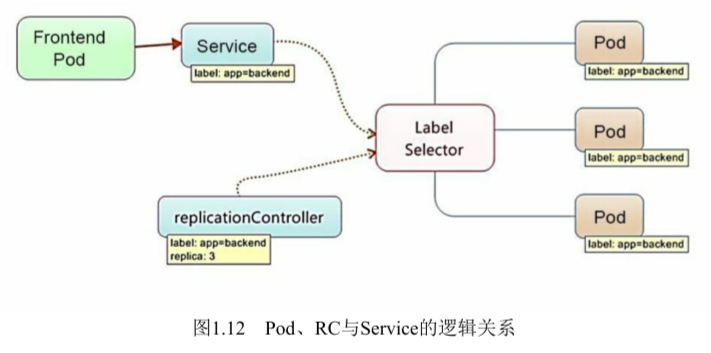 Frontend
Pod
Service
label: app=backend
Pod
label: app=backend
Label
Selector
Pod
label: app=backend
replicationController
label: app=backend
replica: 3
Pod
label: app=backend
图1.12 Pod、RC与Service的逻辑关系